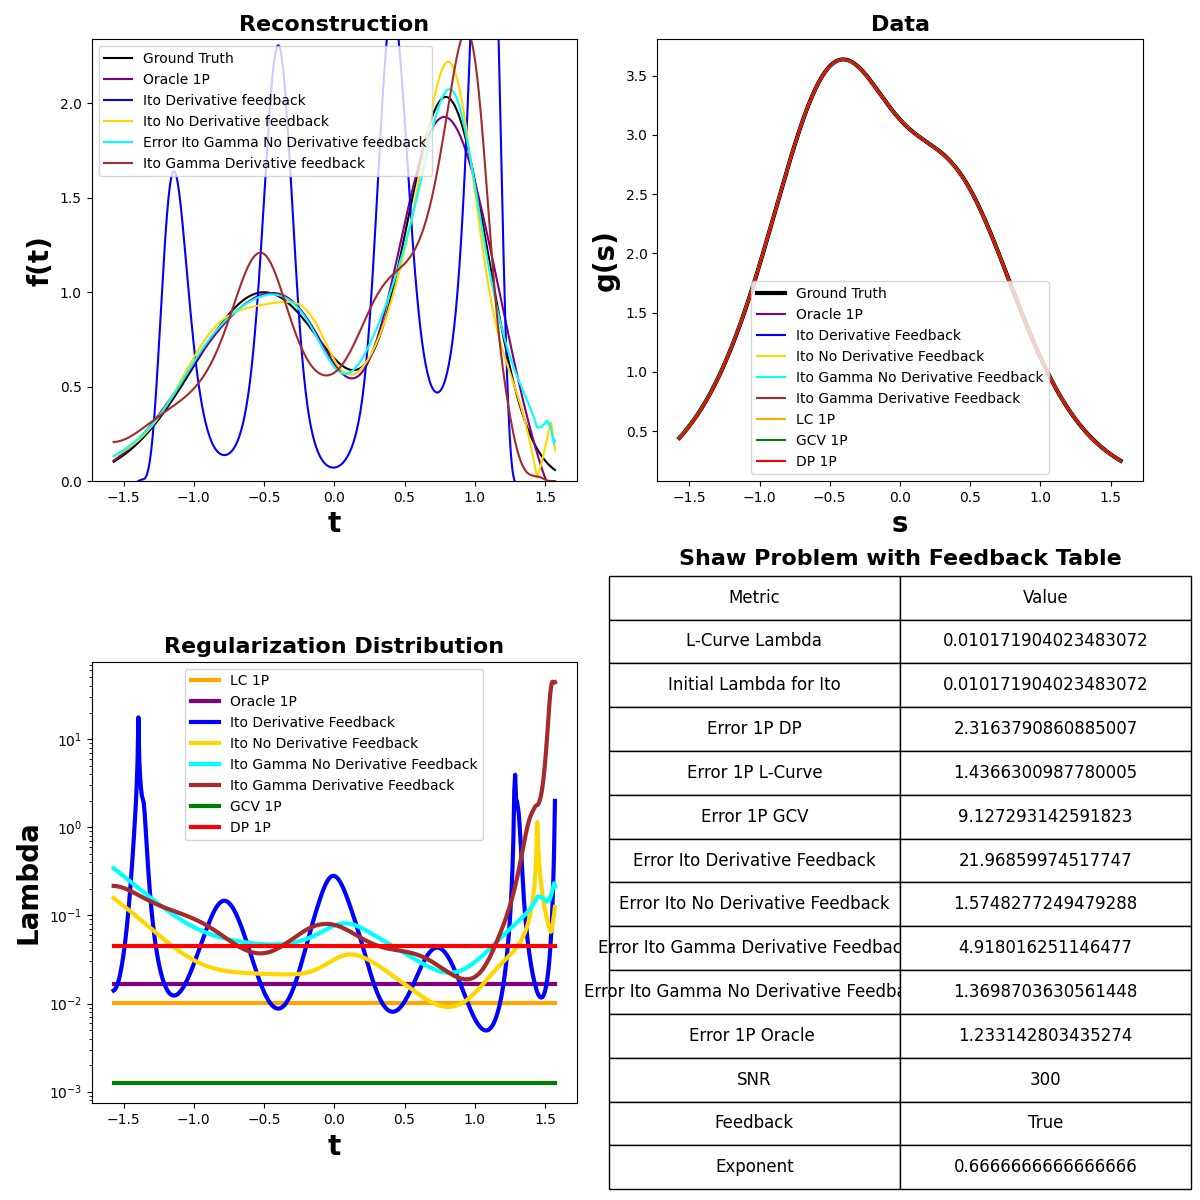 Reconstruction
Ground Truth
Oracle 1P
Ito Derivative feedback
Ito No Derivative feedback
Error Ito Gamma No Derivative feedback
Ito Gamma Derivative feedback
2.0
1.5
1.0
0.5
0.0
f(t)
−1.5 −1.0 −0.5 0.0 0.5 1.0 1.5
t
Data
3.5
3.0
2.5
2.0
1.5
1.0
0.5
g(s)
Ground Truth
Oracle 1P
Ito Derivative Feedback
Ito No Derivative Feedback
Ito Gamma No Derivative Feedback
Ito Gamma Derivative Feedback
LC 1P
GCV 1P
DP 1P
−1.5 −1.0 −0.5 0.0 0.5 1.0 1.5
s
Regularization Distribution
LC 1P
Oracle 1P
Ito Derivative Feedback
Ito No Derivative Feedback
Ito Gamma No Derivative Feedback
Ito Gamma Derivative Feedback
GCV 1P
DP 1P
10^1
10^0
10^−1
10^−2
10^−3
Lambda
−1.5 −1.0 −0.5 0.0 0.5 1.0 1.5
t
Shaw Problem with Feedback Table
Metric Value
L-Curve Lambda 0.010171904023483072
Initial Lambda for Ito 0.010171904023483072
Error 1P DP 2.3163790860885007
Error 1P L-Curve 1.4366300987780005
Error 1P GCV 9.127293142591823
Error Ito Derivative Feedback 21.96859974517747
Error Ito No Derivative Feedback 1.5748277249479288
Error Ito Gamma Derivative Feedbac 4.918016251146477
Error Ito Gamma No Derivative Feedba 1.3698703630561448
Error 1P Oracle 1.233142803435274
SNR 300
Feedback True
Exponent 0.6666666666666666